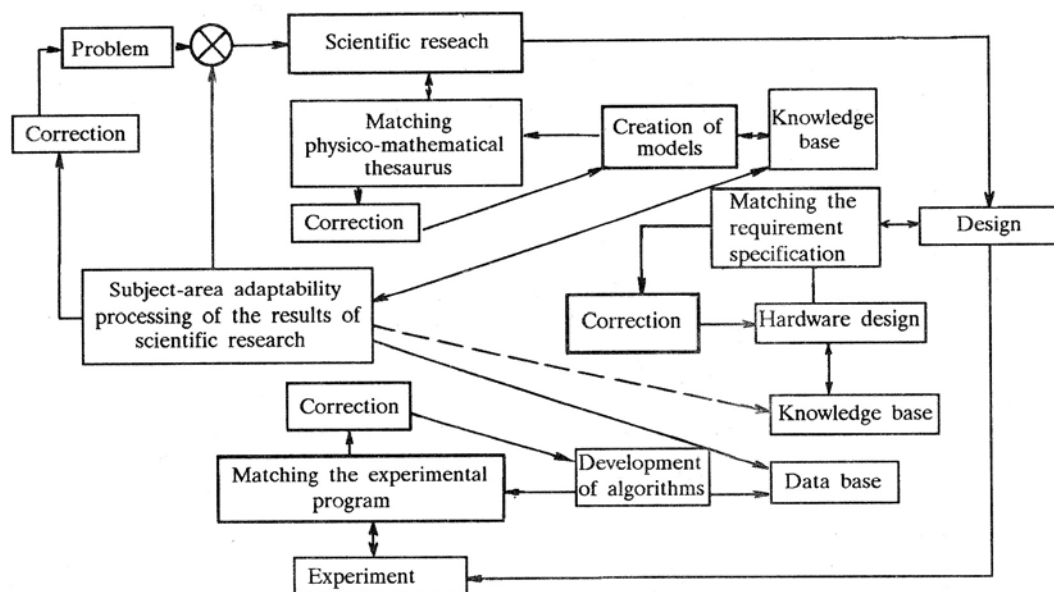 Problem
Scientific reseach
Correction
Matching
physico-mathematical
thesaurus
Creation of
models
Knowledge
base
Correction
Matching the
requirement
specification
Design
Subject-area adaptability
processing of the results of
scientific research
Correction
Hardware design
Correction
Knowledge base
Matching the experimental
program
Development
of algorithms
Data base
Experiment